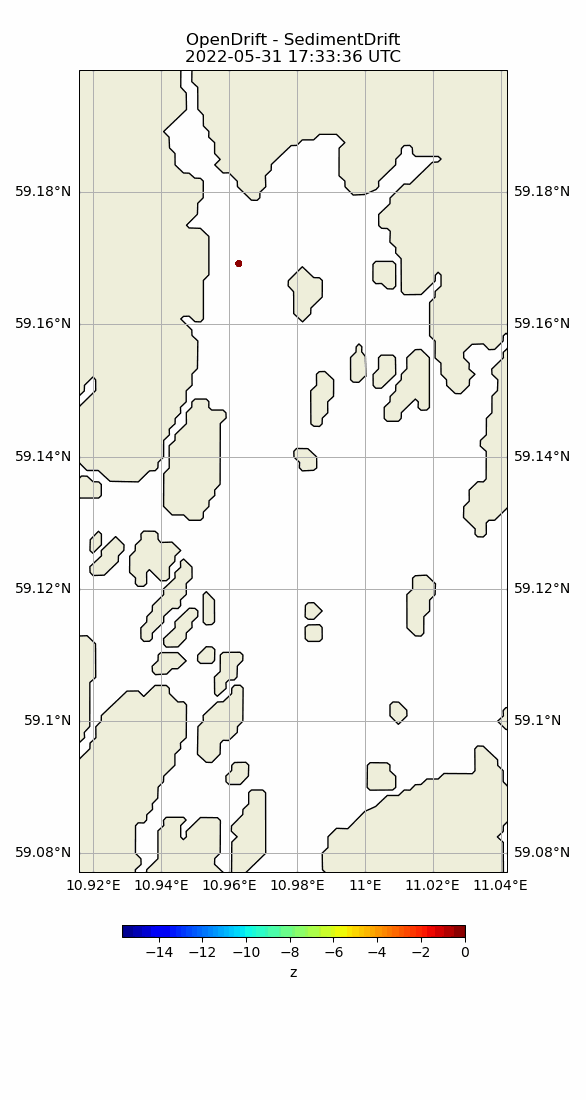 OpenDrift - SedimentDrift
2022-05-31 17:33:36 UTC
59.18°N 59.18°N
59.16°N 59.16°N
59.14°N 59.14°N
59.12°N 59.12°N
59.1°N 59.1°N
59.08°N 59.08°N
10.92°E 10.94°E 10.96°E 10.98°E 11°E 11.02°E 11.04°E
−14 −12 −10 −8 −6 −4 −2 0
z